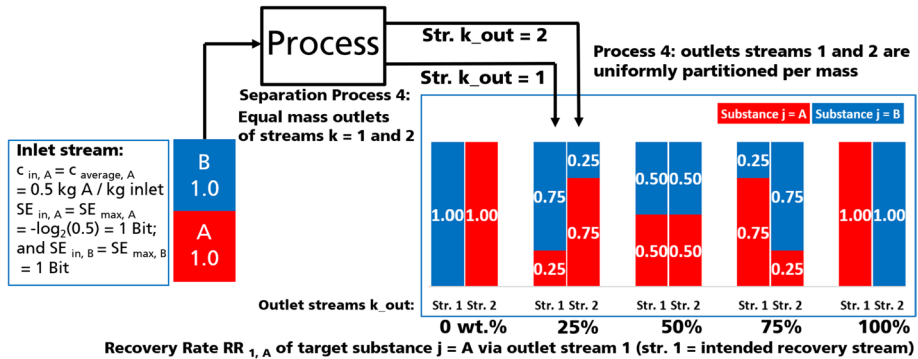 Process
Str. k_out = 2
Str. k_out = 1
Process 4: outlets streams 1 and 2 are
uniformly partitioned per mass
Separation Process 4:
Equal mass outlets
of streams k = 1 and 2
Substance j = A
Substance j = B
Inlet stream:
c in, A = c average, A
= 0.5 kg A / kg inlet
SE in, A = SE max, A
= -log2(0.5) = 1 Bit;
and SE in, B = SE max, B
= 1 Bit
B
1.0
A
1.0
1.00 1.00
0.75 0.25
0.25 0.75
0.50 0.50
0.50 0.50
0.25 0.75
0.75 0.25
1.00 1.00
Outlet streams k_out: Str. 1 Str. 2 Str. 1 Str. 2 Str. 1 Str. 2 Str. 1 Str. 2 Str. 1 Str. 2
0 wt.% 25% 50% 75% 100%
Recovery Rate RR 1, A of target substance j = A via outlet stream 1 (str. 1 = intended recovery stream)